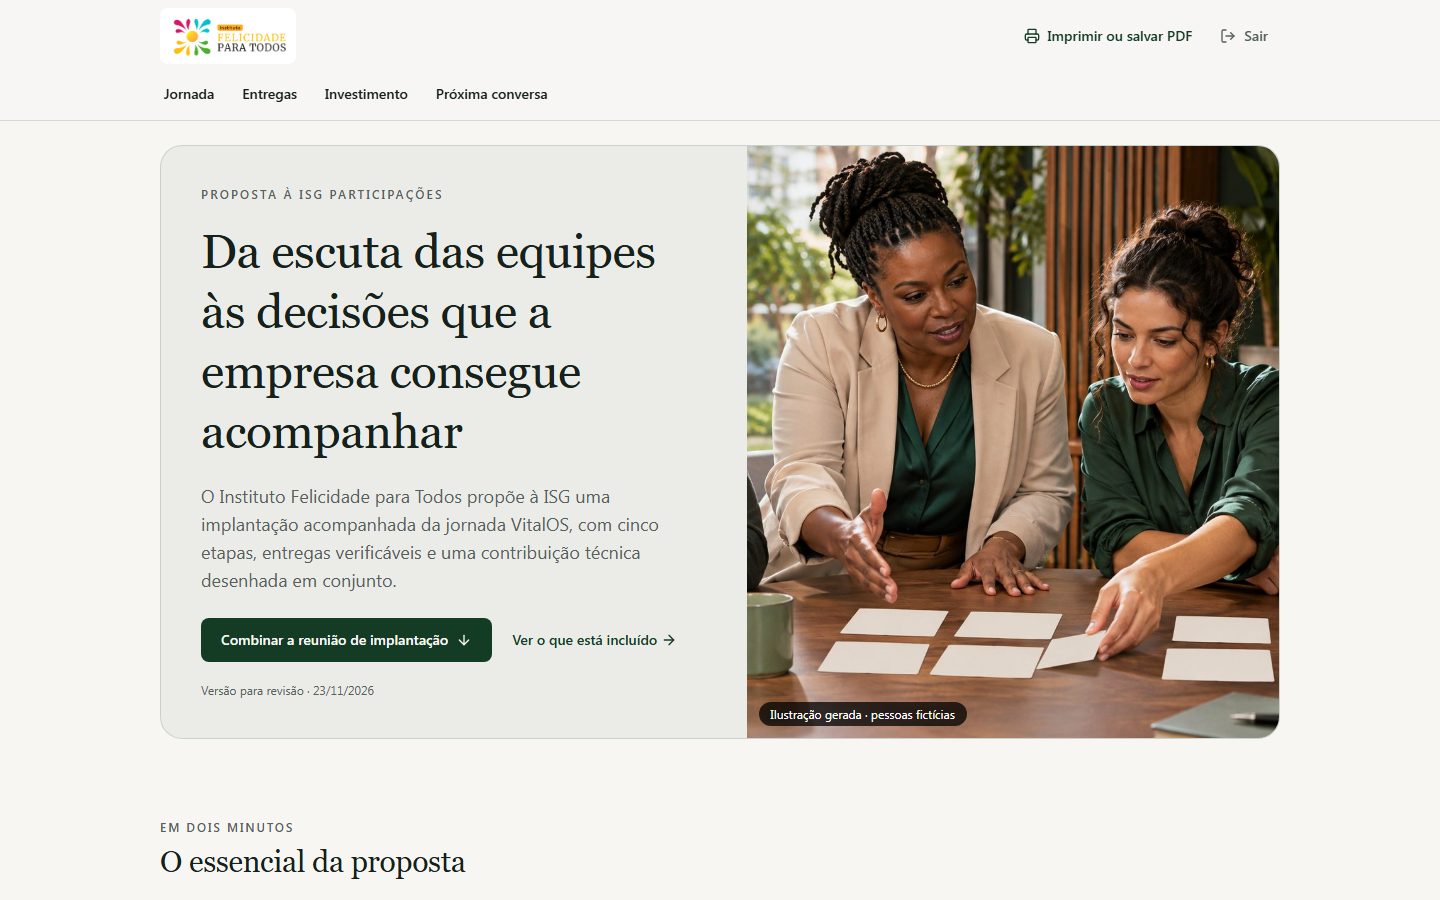 Instituto
FELICIDADE
PARA TODOS
Imprimir ou salvar PDF
Sair
Jornada
Entregas
Investimento
Próxima conversa
PROPOSTA À ISG PARTICIPAÇÕES
Da escuta das equipes
às decisões que a
empresa consegue
acompanhar
O Instituto Felicidade para Todos propõe à ISG uma
implantação acompanhada da jornada VitalOS, com cinco
etapas, entregas verificáveis e uma contribuição técnica
desenhada em conjunto.
Combinar a reunião de implantação
Ver o que está incluído
Versão para revisão · 23/11/2026
Ilustração gerada · pessoas fictícias
EM DOIS MINUTOS
O essencial da proposta